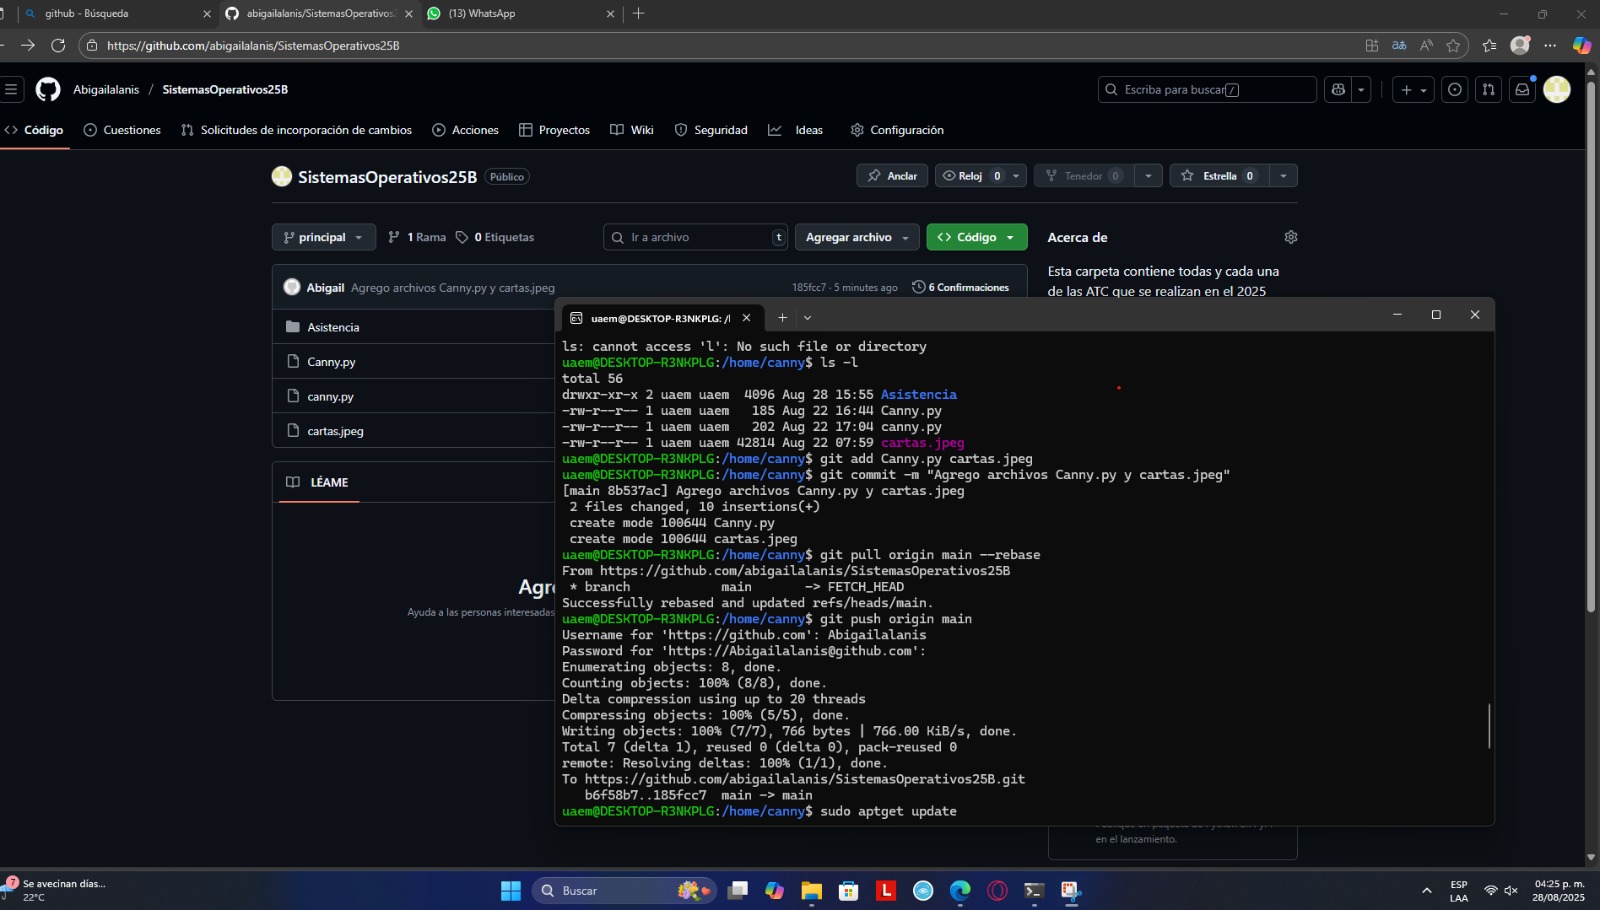 github - Búsqueda
abigailalanis/SistemasOperativos2
(13) WhatsApp
https://github.com/abigailalanis/SistemasOperativos25B
Abigailalanis / SistemasOperativos25B
Escriba para buscar /
Código
Cuestiones
Solicitudes de incorporación de cambios
Acciones
Proyectos
Wiki
Seguridad
Ideas
Configuración
SistemasOperativos25B Público
Anclar
Reloj 0
Tenedor 0
Estrella 0
principal
1 Rama
0 Etiquetas
Ir a archivo t
Agregar archivo
Código
Acerca de
Esta carpeta contiene todas y cada una
de las ATC que se realizan en el 2025
Abigail Agrego archivos Canny.py y cartas.jpeg
185fcc7 · 5 minutes ago
6 Confirmaciones
Asistencia
Canny.py
canny.py
cartas.jpeg
LÉAME
Agre
Ayuda a las personas interesadas
uaem@DESKTOP-R3NKPLG: /l
ls: cannot access 'l': No such file or directory
uaem@DESKTOP-R3NKPLG:/home/canny$ ls -l
total 56
drwxr-xr-x 2 uaem uaem  4096 Aug 28 15:55 Asistencia
-rw-r--r-- 1 uaem uaem   185 Aug 22 16:44 Canny.py
-rw-r--r-- 1 uaem uaem   202 Aug 22 17:04 canny.py
-rw-r--r-- 1 uaem uaem 42814 Aug 22 07:59 cartas.jpeg
uaem@DESKTOP-R3NKPLG:/home/canny$ git add Canny.py cartas.jpeg
uaem@DESKTOP-R3NKPLG:/home/canny$ git commit -m "Agrego archivos Canny.py y cartas.jpeg"
[main 8b537ac] Agrego archivos Canny.py y cartas.jpeg
 2 files changed, 10 insertions(+)
 create mode 100644 Canny.py
 create mode 100644 cartas.jpeg
uaem@DESKTOP-R3NKPLG:/home/canny$ git pull origin main --rebase
From https://github.com/abigailalanis/SistemasOperativos25B
 * branch            main       -> FETCH_HEAD
Successfully rebased and updated refs/heads/main.
uaem@DESKTOP-R3NKPLG:/home/canny$ git push origin main
Username for 'https://github.com': Abigailalanis
Password for 'https://Abigailalanis@github.com':
Enumerating objects: 8, done.
Counting objects: 100% (8/8), done.
Delta compression using up to 20 threads
Compressing objects: 100% (5/5), done.
Writing objects: 100% (7/7), 766 bytes | 766.00 KiB/s, done.
Total 7 (delta 1), reused 0 (delta 0), pack-reused 0
remote: Resolving deltas: 100% (1/1), done.
To https://github.com/abigailalanis/SistemasOperativos25B.git
   b6f58b7..185fcc7  main -> main
uaem@DESKTOP-R3NKPLG:/home/canny$ sudo aptget update
en el lanzamiento.
7
Se avecinan días...
22°C
Buscar
ESP
LAA
04:25 p. m.
28/08/2025